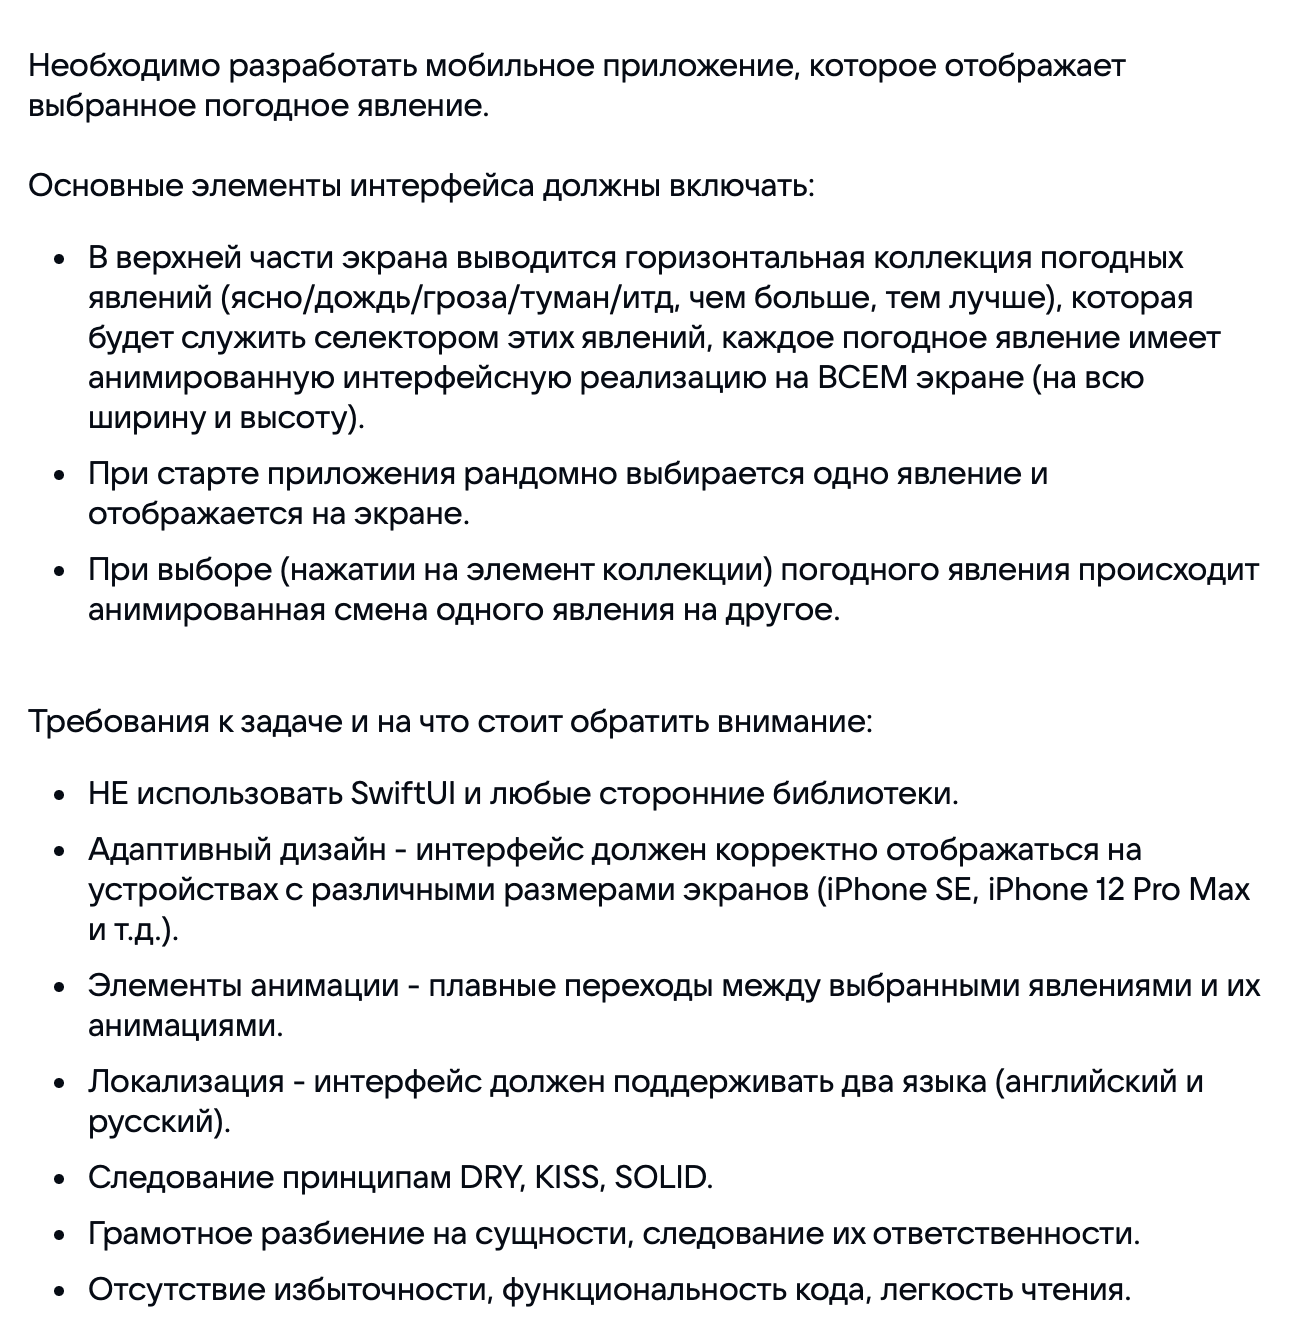 Необходимо разработать мобильное приложение, которое отображает
выбранное погодное явление.
Основные элементы интерфейса должны включать:
• В верхней части экрана выводится горизонтальная коллекция погодных
явлений (ясно/дождь/гроза/туман/итд, чем больше, тем лучше), которая
будет служить селектором этих явлений, каждое погодное явление имеет
анимированную интерфейсную реализацию на ВСЕМ экране (на всю
ширину и высоту).
• При старте приложения рандомно выбирается одно явление и
отображается на экране.
• При выборе (нажатии на элемент коллекции) погодного явления происходит
анимированная смена одного явления на другое.
Требования к задаче и на что стоит обратить внимание:
• НЕ использовать SwiftUI и любые сторонние библиотеки.
• Адаптивный дизайн - интерфейс должен корректно отображаться на
устройствах с различными размерами экранов (iPhone SE, iPhone 12 Pro Max
и т.д.).
• Элементы анимации - плавные переходы между выбранными явлениями и их
анимациями.
• Локализация - интерфейс должен поддерживать два языка (английский и
русский).
• Следование принципам DRY, KISS, SOLID.
• Грамотное разбиение на сущности, следование их ответственности.
• Отсутствие избыточности, функциональность кода, легкость чтения.